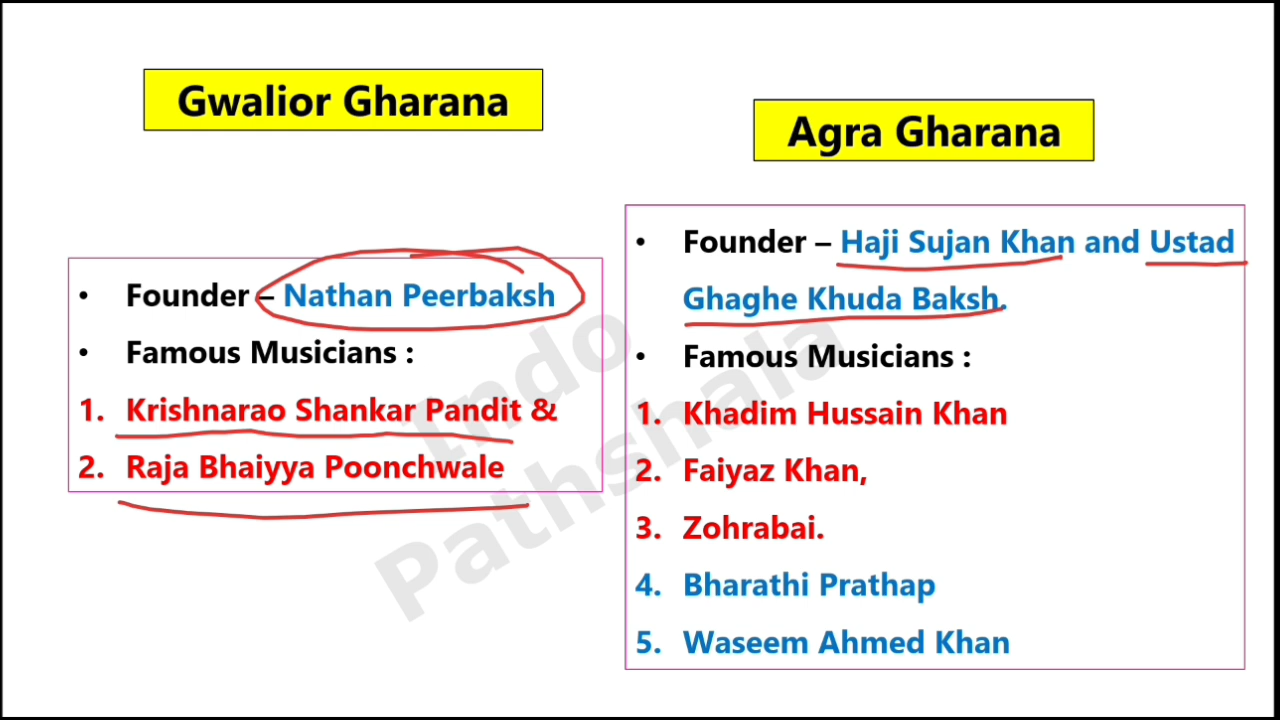 Gwalior Gharana
• Founder – Nathan Peerbaksh
• Famous Musicians :
1. Krishnarao Shankar Pandit &
2. Raja Bhaiyya Poonchwale
Agra Gharana
• Founder – Haji Sujan Khan and Ustad
Ghaghe Khuda Baksh.
• Famous Musicians :
1. Khadim Hussain Khan
2. Faiyaz Khan,
3. Zohrabai.
4. Bharathi Prathap
5. Waseem Ahmed Khan
Indo
Pathshala